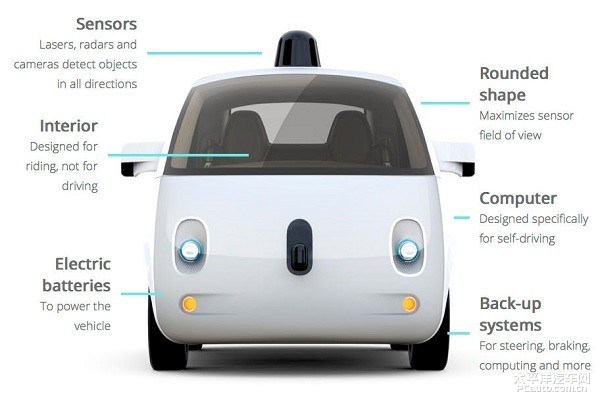 Sensors
Lasers, radars and
cameras detect objects
in all directions
Interior
Designed for
riding, not for
driving
Electric
batteries
To power the
vehicle
Rounded
shape
Maximizes sensor
field of view
Computer
Designed specifically
for self-driving
Back-up
systems
For steering, braking,
computing and more
太平洋汽车网
PCauto.com.cn